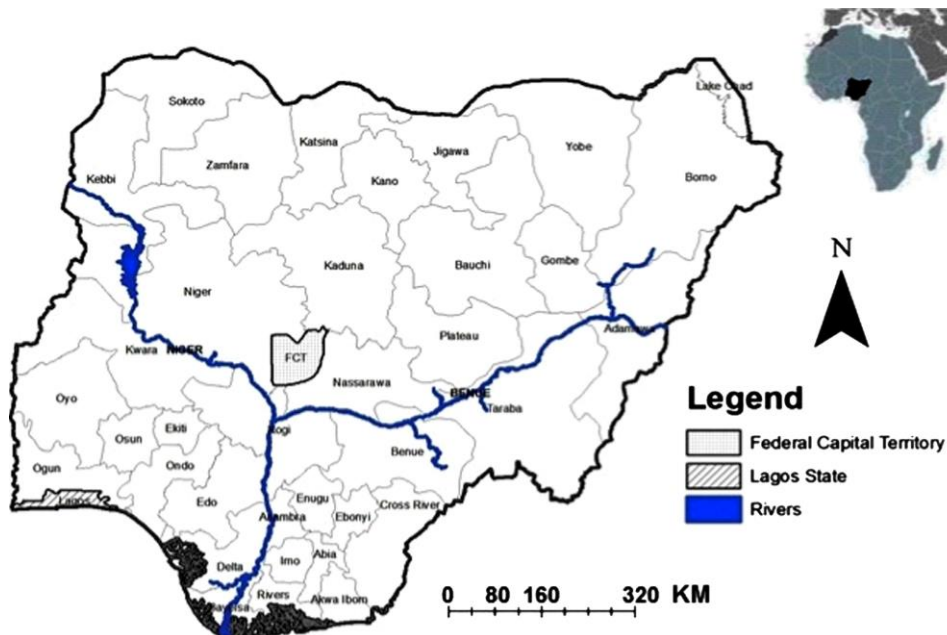 Lake Chad
Sokoto
Katsina
Yobe
Jigawa
Zamfara
Kano
Kebbi
Borno
Kaduna
Bauchi
Gombe
Niger
N
Plateau
Adamawa
Kwara
NIGER
FCT
Nassarawa
BENUE
Taraba
Oyo
Kogi
Ekiti
Osun
Benue
Ogun
Ondo
Lagos
Edo
Enugu
Cross River
Anambra
Ebonyi
Delta
Imo
Abia
Bayelsa
Rivers
Akwa Ibom
Legend
Federal Capital Territory
Lagos State
Rivers
0 80 160 320 KM